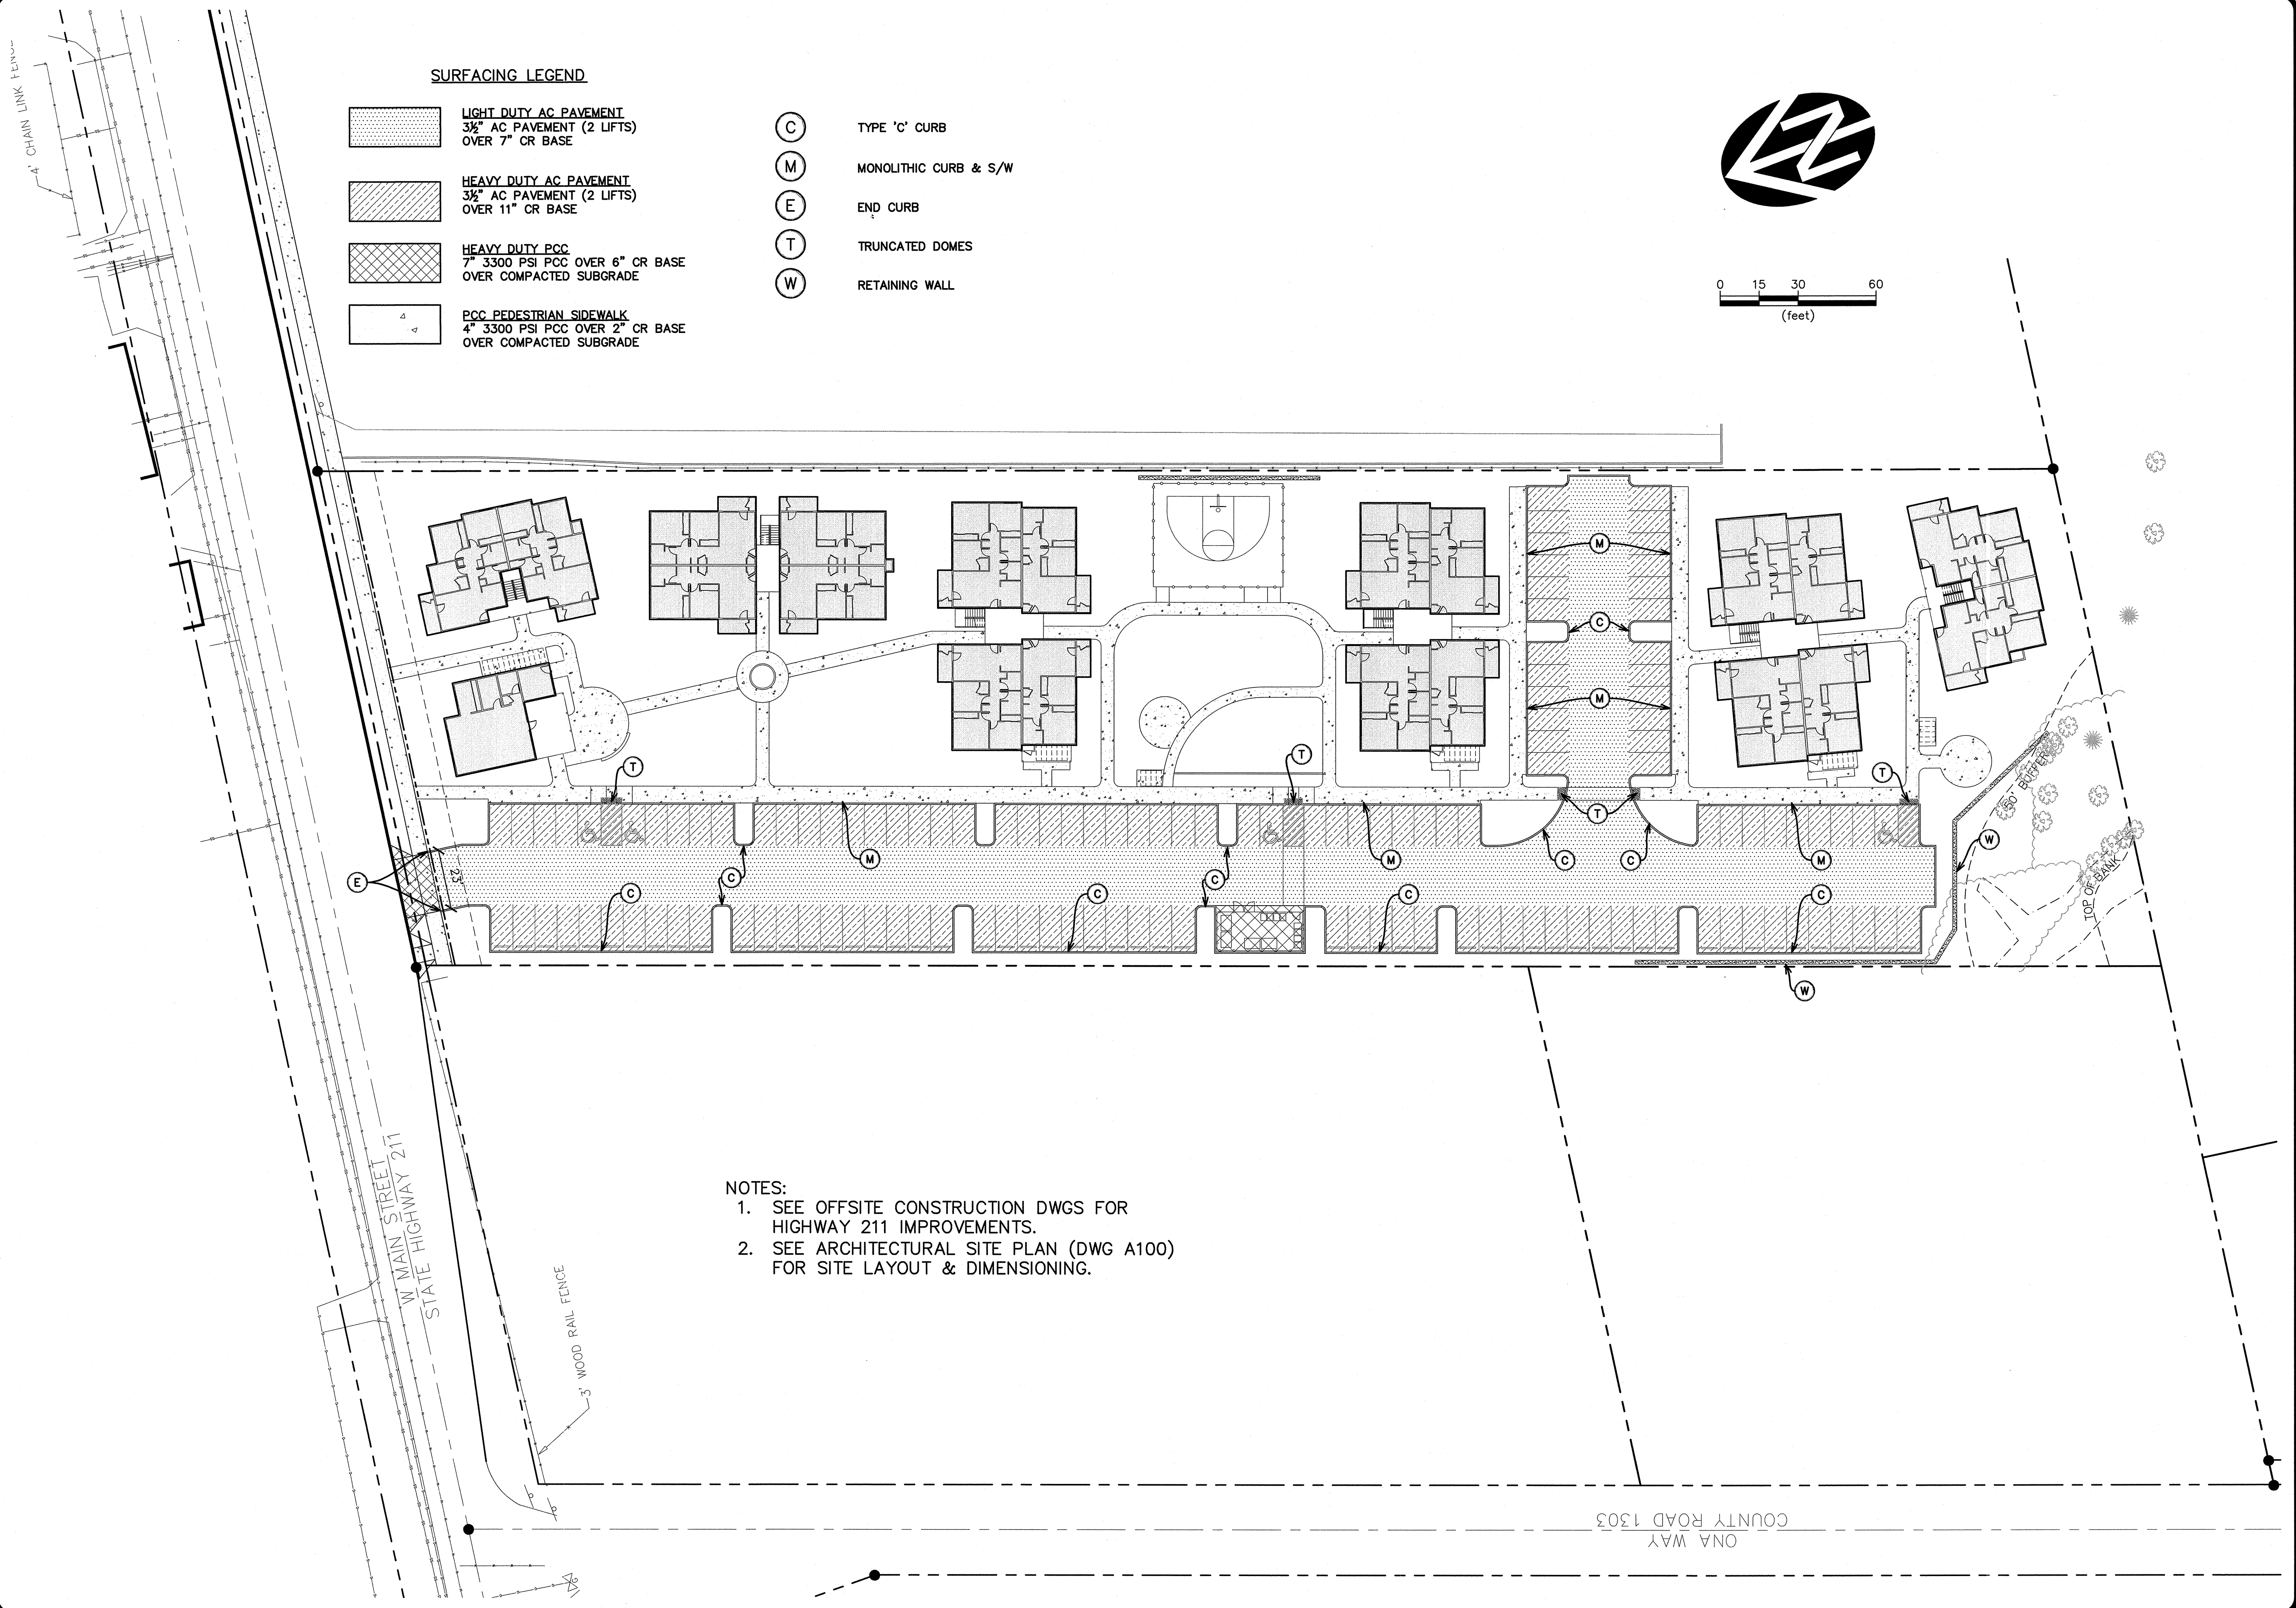 SURFACING LEGEND
LIGHT DUTY AC PAVEMENT
3½" AC PAVEMENT (2 LIFTS)
OVER 7" CR BASE
HEAVY DUTY AC PAVEMENT
3½" AC PAVEMENT (2 LIFTS)
OVER 11" CR BASE
HEAVY DUTY PCC
7" 3300 PSI PCC OVER 6" CR BASE
OVER COMPACTED SUBGRADE
PCC PEDESTRIAN SIDEWALK
4" 3300 PSI PCC OVER 2" CR BASE
OVER COMPACTED SUBGRADE
C TYPE 'C' CURB
M MONOLITHIC CURB & S/W
E END CURB
T TRUNCATED DOMES
W RETAINING WALL
0 15 30 60
(feet)
4' CHAIN LINK FENCE
M
C
M
T
T
T
T
M
C
C
M
C
C
M
W
E
23'
C
C
C
C
C
W
50' BUFFER
TOP OF BANK
W MAIN STREET
STATE HIGHWAY 211
3' WOOD RAIL FENCE
NOTES:
1. SEE OFFSITE CONSTRUCTION DWGS FOR
HIGHWAY 211 IMPROVEMENTS.
2. SEE ARCHITECTURAL SITE PLAN (DWG A100)
FOR SITE LAYOUT & DIMENSIONING.
ONA WAY
COUNTY ROAD 1303